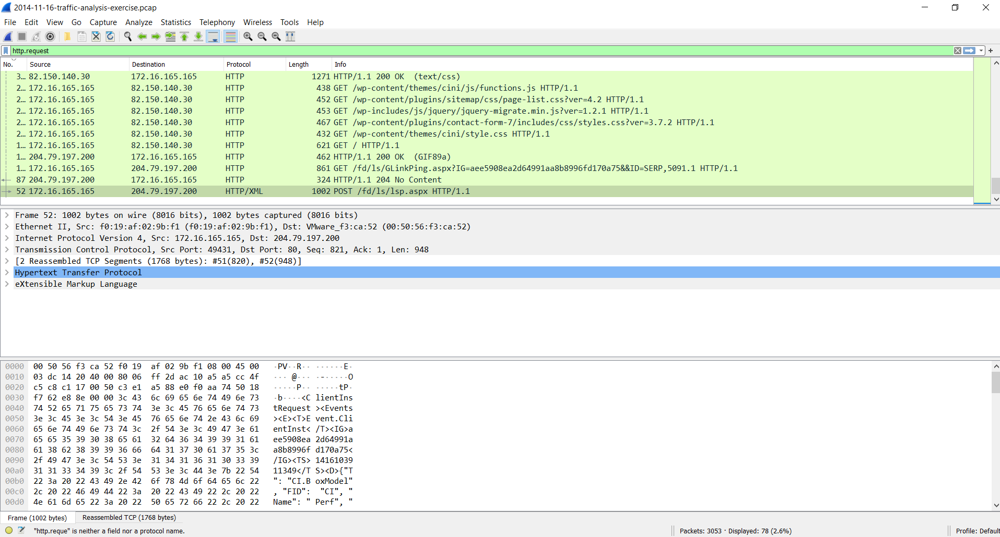 2014-11-16-traffic-analysis-exercise.pcap
File Edit View Go Capture Analyze Statistics Telephony Wireless Tools Help
http.request
No. Source Destination Protocol Length Info
3… 82.150.140.30 172.16.165.165 HTTP 1271 HTTP/1.1 200 OK  (text/css)
2… 172.16.165.165 82.150.140.30 HTTP 438 GET /wp-content/themes/cini/js/functions.js HTTP/1.1
2… 172.16.165.165 82.150.140.30 HTTP 452 GET /wp-content/plugins/sitemap/css/page-list.css?ver=4.2 HTTP/1.1
2… 172.16.165.165 82.150.140.30 HTTP 453 GET /wp-includes/js/jquery/jquery-migrate.min.js?ver=1.2.1 HTTP/1.1
2… 172.16.165.165 82.150.140.30 HTTP 467 GET /wp-content/plugins/contact-form-7/includes/css/styles.css?ver=3.7.2 HTTP/1.1
2… 172.16.165.165 82.150.140.30 HTTP 432 GET /wp-content/themes/cini/style.css HTTP/1.1
1… 172.16.165.165 82.150.140.30 HTTP 621 GET / HTTP/1.1
1… 204.79.197.200 172.16.165.165 HTTP 462 HTTP/1.1 200 OK  (GIF89a)
1… 172.16.165.165 204.79.197.200 HTTP 861 GET /fd/ls/GLinkPing.aspx?IG=aee5908ea2d64991aa8b8996fd170a75&&ID=SERP,5091.1 HTTP/1.1
87 204.79.197.200 172.16.165.165 HTTP 324 HTTP/1.1 204 No Content
52 172.16.165.165 204.79.197.200 HTTP/XML 1002 POST /fd/ls/lsp.aspx HTTP/1.1
Frame 52: 1002 bytes on wire (8016 bits), 1002 bytes captured (8016 bits)
Ethernet II, Src: f0:19:af:02:9b:f1 (f0:19:af:02:9b:f1), Dst: VMware_f3:ca:52 (00:50:56:f3:ca:52)
Internet Protocol Version 4, Src: 172.16.165.165, Dst: 204.79.197.200
Transmission Control Protocol, Src Port: 49431, Dst Port: 80, Seq: 821, Ack: 1, Len: 948
[2 Reassembled TCP Segments (1768 bytes): #51(820), #52(948)]
Hypertext Transfer Protocol
eXtensible Markup Language
0000 00 50 56 f3 ca 52 f0 19 af 02 9b f1 08 00 45 00 ·PV··R·· ······E·
0010 03 dc 14 20 40 00 80 06 ff 2d ac 10 a5 a5 cc 4f ··· @··· ·-·····O
0020 c5 c8 c1 17 00 50 c3 e1 a5 88 e0 f0 aa 74 50 18 ·····P·· ·····tP·
0030 f7 62 e8 8e 00 00 3c 43 6c 69 65 6e 74 49 6e 73 ·b····<C lientIns
0040 74 52 65 71 75 65 73 74 3e 3c 45 76 65 6e 74 73 tRequest ><Events
0050 3e 3c 45 3e 3c 54 3e 45 76 65 6e 74 2e 43 6c 69 ><E><T>E vent.Cli
0060 65 6e 74 49 6e 73 74 3c 2f 54 3e 3c 49 47 3e 61 entInst< /T><IG>a
0070 65 65 35 39 30 38 65 61 32 64 36 34 39 39 31 61 ee5908ea 2d64991a
0080 61 38 62 38 39 39 36 66 64 31 37 30 61 37 35 3c a8b8996f d170a75<
0090 2f 49 47 3e 3c 54 53 3e 31 34 31 36 31 30 33 39 /IG><TS> 14161039
00a0 31 31 33 34 39 3c 2f 54 53 3e 3c 44 3e 7b 22 54 11349</T S><D>{"T
00b0 22 3a 20 22 43 49 2e 42 6f 78 4d 6f 64 65 6c 22 ": "CI.B oxModel"
00c0 2c 20 22 46 49 44 22 3a 20 22 43 49 22 2c 20 22 , "FID":  "CI", "
00d0 4e 61 6d 65 22 3a 20 22 50 65 72 66 22 2c 20 22 Name": " Perf", "
Frame (1002 bytes) Reassembled TCP (1768 bytes)
"http.reque" is neither a field nor a protocol name. Packets: 3053 · Displayed: 78 (2.6%) Profile: Default